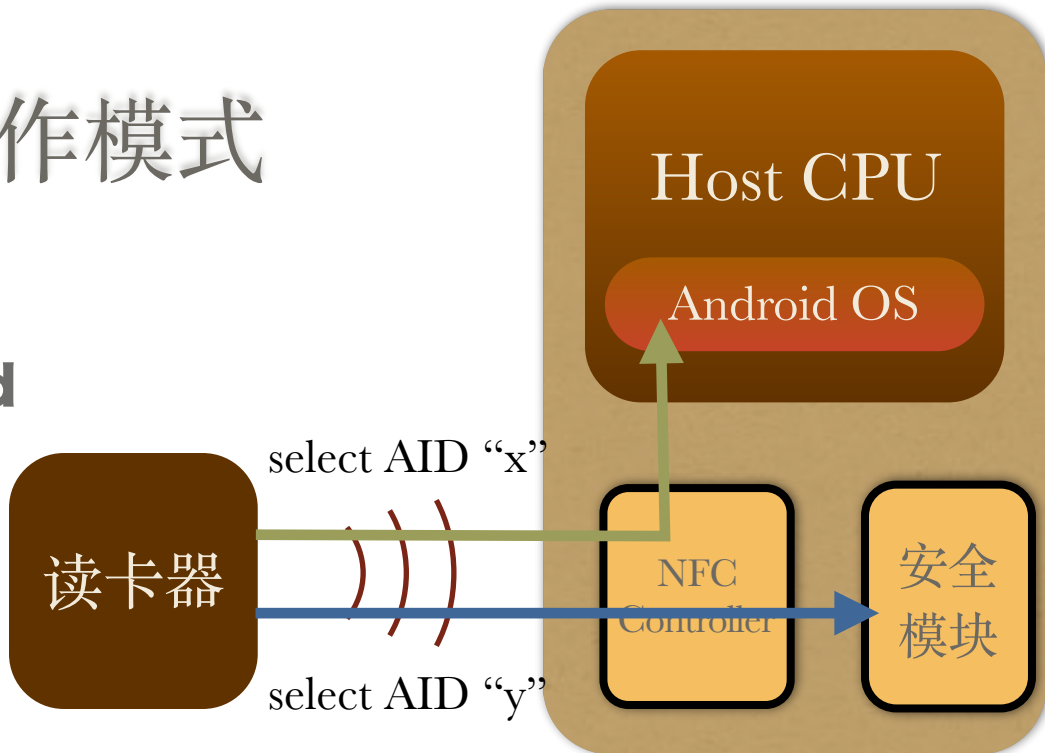 作模式
Host CPU
Android OS
d
select AID “x”
读卡器
NFC
Controller
安全
模块
select AID “y”